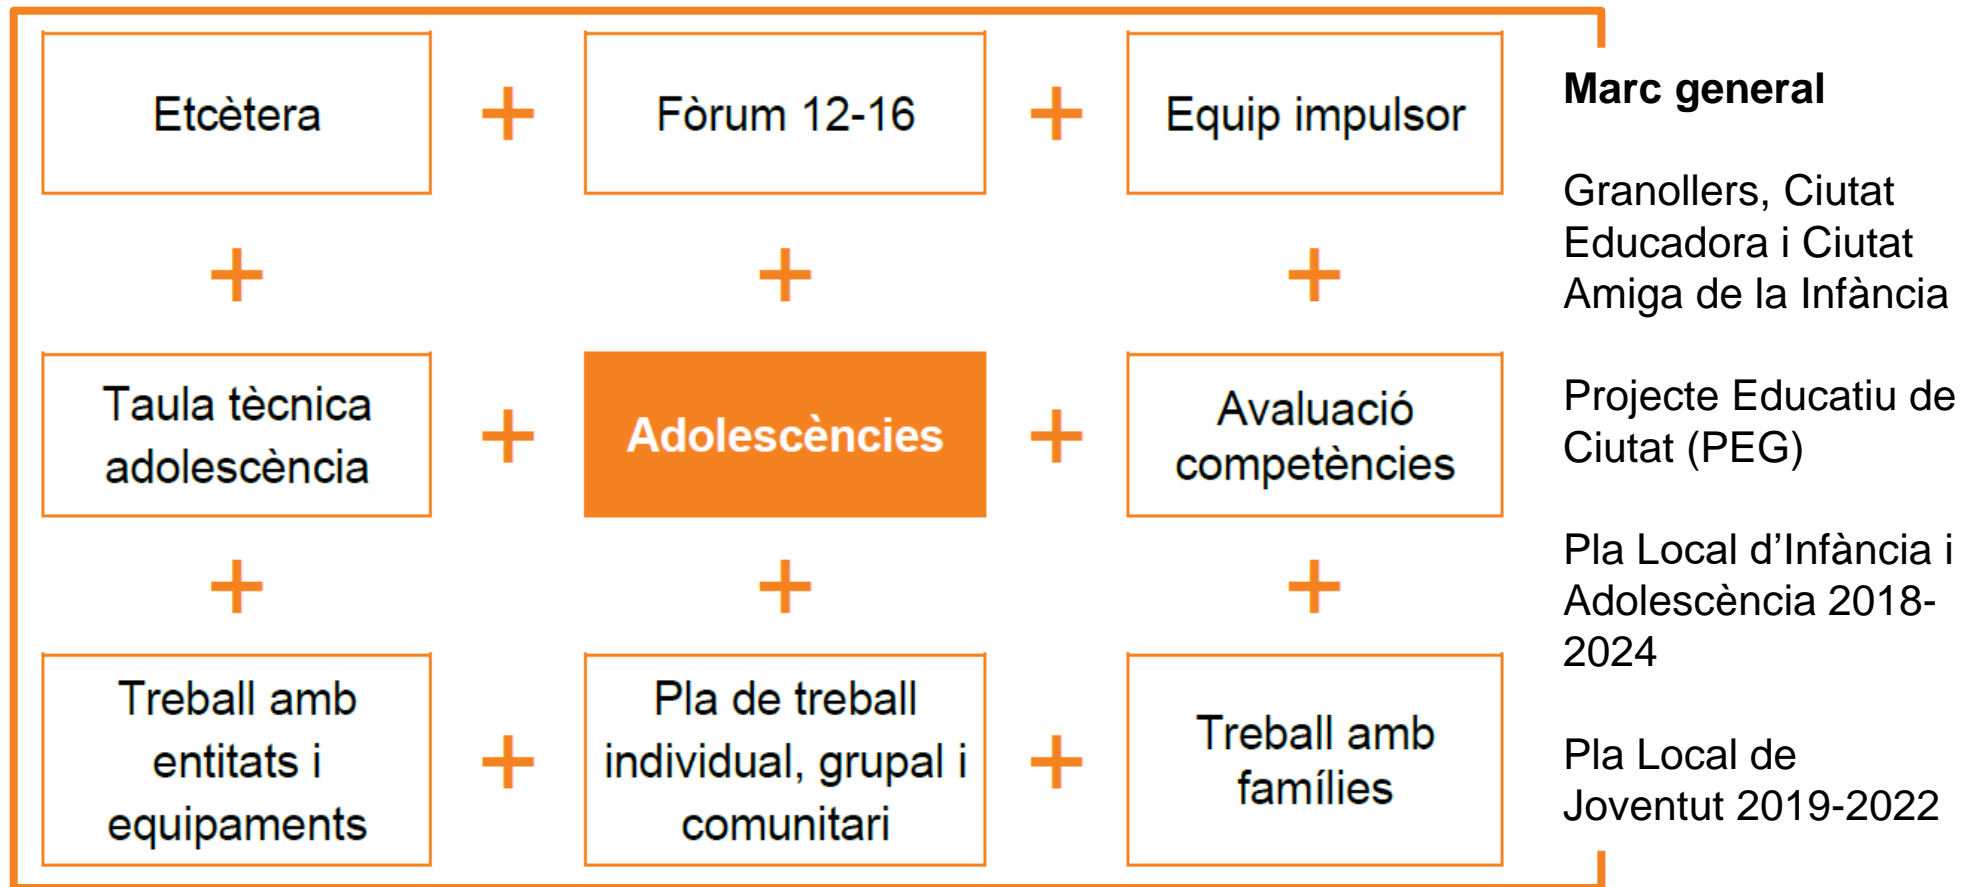 Etcètera
+
Fòrum 12-16
+
Equip impulsor
+
+
+
Taula tècnica
adolescència
+
Adolescències
+
Avaluació
competències
+
+
+
Treball amb
entitats i
equipaments
+
Pla de treball
individual, grupal i
comunitari
+
Treball amb
famílies
Marc general
Granollers, Ciutat
Educadora i Ciutat
Amiga de la Infància
Projecte Educatiu de
Ciutat (PEG)
Pla Local d’Infància i
Adolescència 2018-
2024
Pla Local de
Joventut 2019-2022